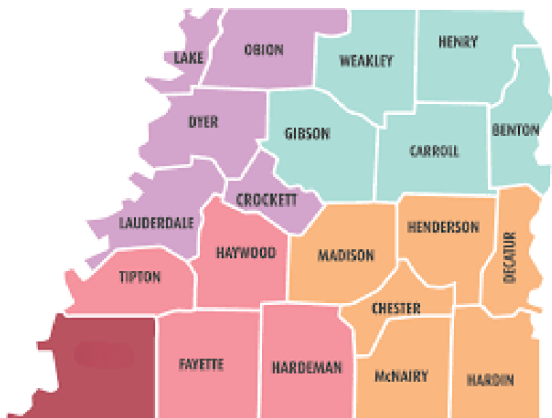 LAKE
OBION
WEAKLEY
HENRY
DYER
GIBSON
CARROLL
BENTON
CROCKETT
LAUDERDALE
HAYWOOD
MADISON
HENDERSON
DECATUR
TIPTON
CHESTER
FAYETTE
HARDEMAN
McNAIRY
HARDIN